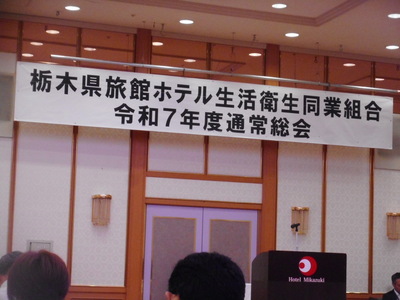 栃木県旅館ホテル生活衛生同業組合
令和7年度通常総会
Hotel Mikazuki